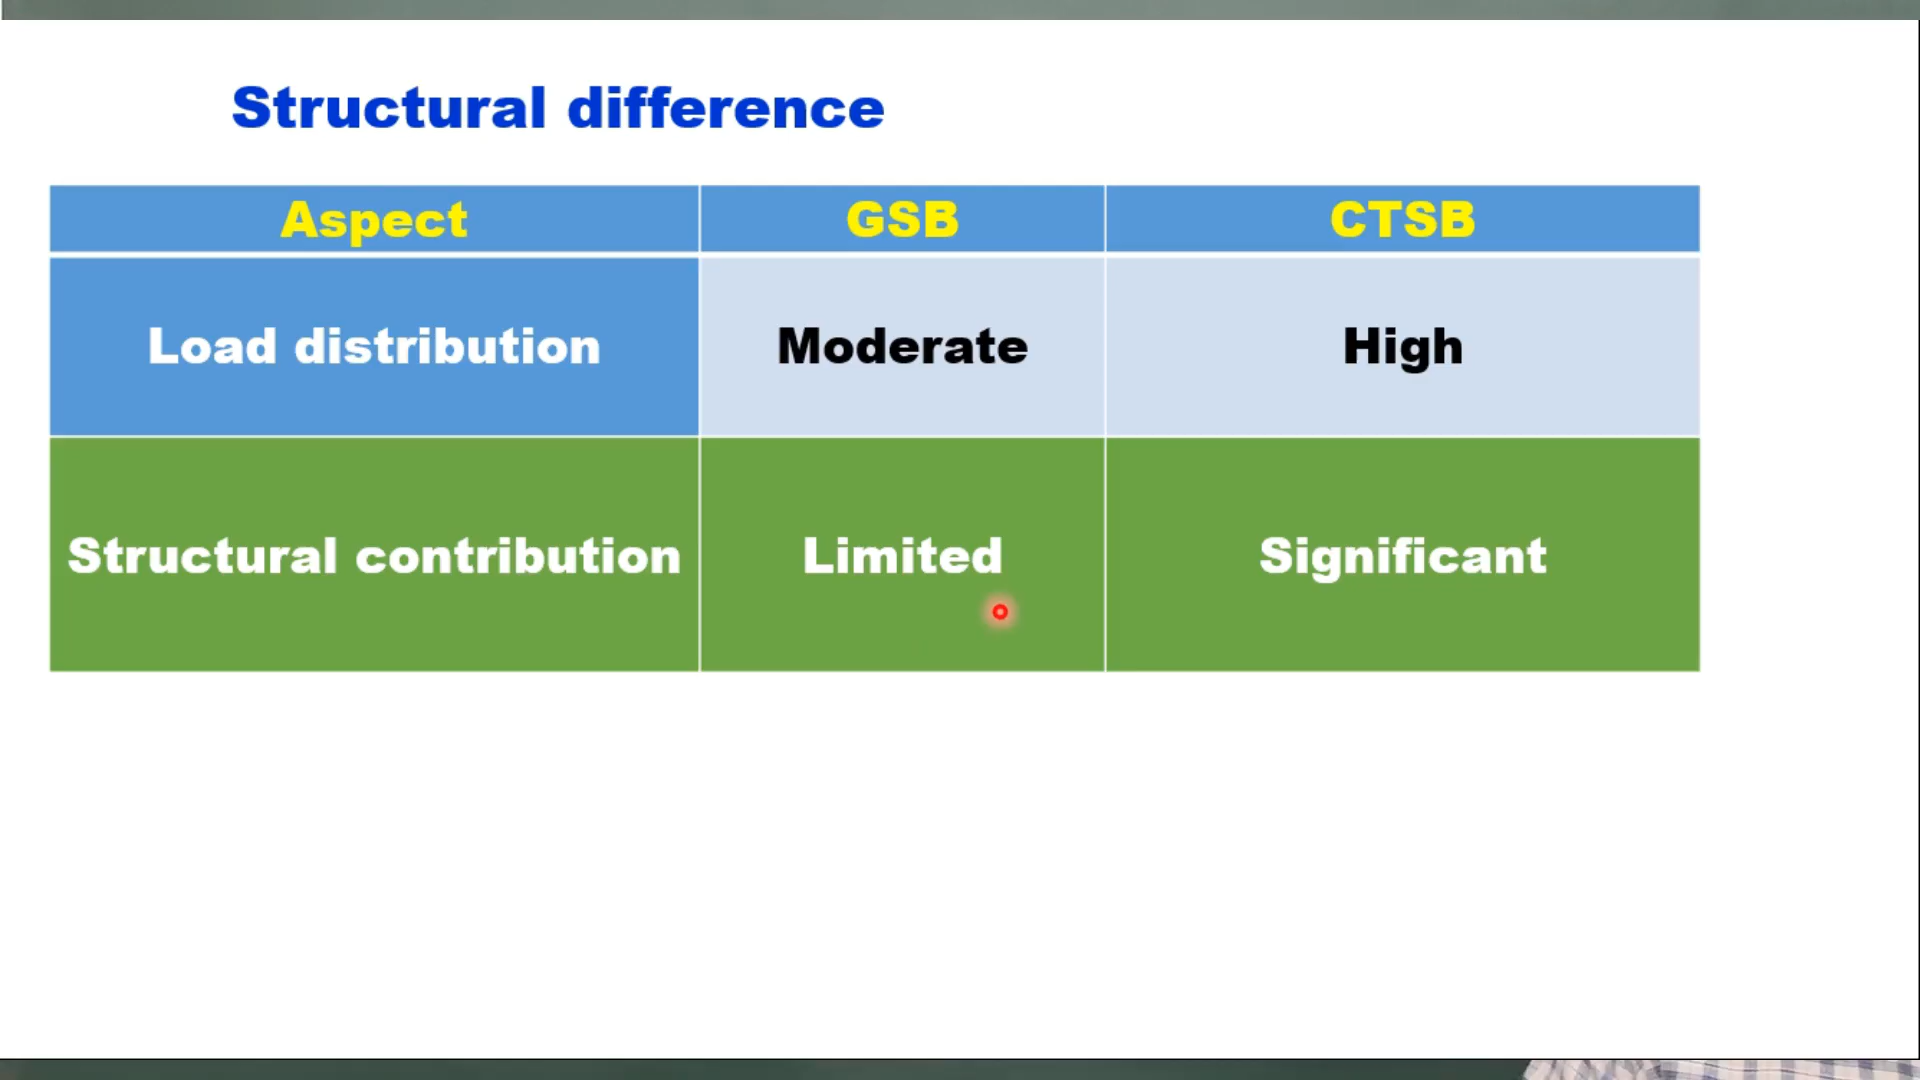 Structural difference
Aspect GSB CTSB
Load distribution Moderate High
Structural contribution Limited Significant